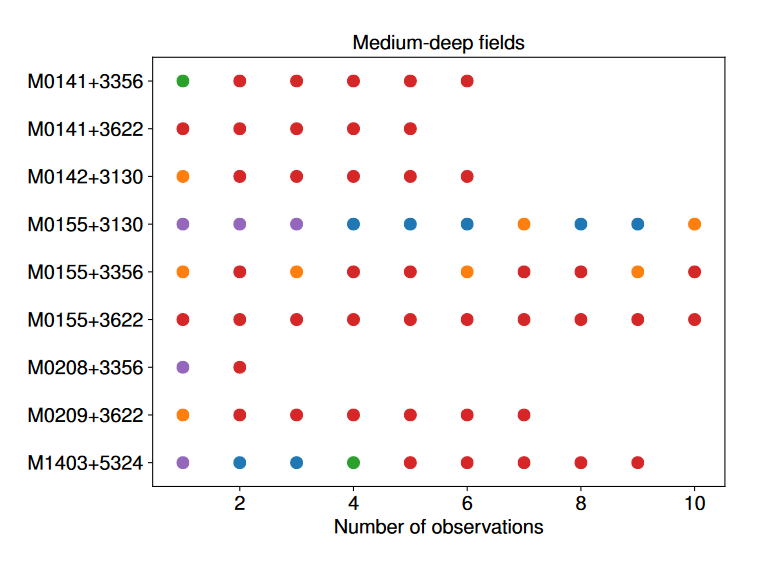 Medium-deep fields
M0141+3356
M0141+3622
M0142+3130
M0155+3130
M0155+3356
M0155+3622
M0208+3356
M0209+3622
M1403+5324
2 4 6 8 10
Number of observations